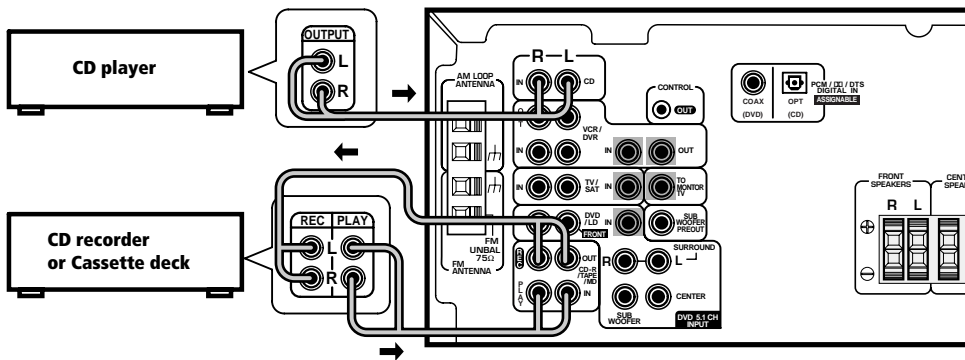 CD player
OUTPUT
L
R
R L
AM LOOP
ANTENNA
IN
CD
CONTROL
OUT
COAX
(DVD)
OPT
(CD)
PCM / DD / DTS
DIGITAL IN
ASSIGNABLE
VCR /
DVR
IN
IN
OUT
IN
TV /
SAT
IN
TO
MONITOR
TV
DVD
/LD
FRONT
IN
SUB
WOOFER
PREOUT
FM
UNBAL
75Ω
FM
ANTENNA
CD recorder
or Cassette deck
REC PLAY
L
R
OUT
CD-R
/TAPE
/MD
PLAY
IN
R
L
SURROUND
SUB
WOOFER
CENTER
DVD 5.1 CH
INPUT
FRONT
SPEAKERS
R L